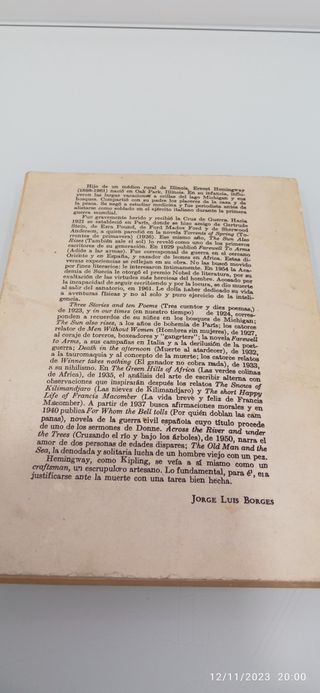 Hijo de un médico rural de Illinois, Ernest Hemingway
(1898-1961) nació en Oak Park, Illinois. En su infancia, influ-
yeron las largas vacaciones a orillas del lago Michigan y sus
bosques. Compartió con su padre los placeres de la caza y de
la pesca. Se negó a estudiar medicina y fue periodista antes de
alistarse como soldado en el ejército italiano durante la primera
guerra mundial.
Fue gravemente herido y recibió la Cruz de Guerra. Hacia
1921 se estableció en París, donde se hizo amigo de Gertrude
Stein, de Ezra Pound, de Ford Madox Ford y de Sherwood
Anderson, a quien parodió en la novela Torrents of Spring (To-
rrentes de primavera) (1926). Ese mismo año, The Sun Also
Rises (También sale el sol) lo reveló como uno de los primeros
escritores de su generación. En 1929 publicó Farewell To Arms
(Adiós a las armas). Fue corresponsal de guerra en el cercano
Oriente y en España, y cazador de leones en África. Estas di-
versas experiencias se reflejan en su obra. No las buscó movido
por fines literarios; le interesaron íntimamente. En 1954 la Aca-
demia de Suecia le otorgó el premio Nobel de Literatura, por su
exaltación de las virtudes más heroicas del hombre. Acosado por
la incapacidad de seguir escribiendo y por la locura, se dio muerte
al salir del sanatorio, en 1961. Le dolía haber dedicado su vida
a aventuras físicas y no al solo y puro ejercicio de la inteli-
gencia.
Three Stories and ten Poems (Tres cuentos y diez poemas,)
de 1923, y in our times (en nuestro tiempo) de 1924, corres-
ponden a recuerdos de su niñez en los bosques de Michigan;
The Sun also rises, a los años de bohemia de París; los catorce
relatos de Men Without Women (Hombres sin mujeres), de 1927,
al coraje de toreros, boxeadores y "gangsters"; la novela Farewell
to Arms, a sus campañas en Italia y a la derilusión de la post-
guerra; Death in the afternoon (Muerte al atardecer), de 1932,
a la tauromaquia y al concepto de la muerte; los catorce relatos
de Winner takes nothing (El ganador no cobra nada), de 1933,
a su nihilismo. En The Green Hills of Africa (Las verdes colinas
de África), de 1935, el análisis del arte de escribir alterna con
observaciones que inspirarán después los relatos The Snows of
Kilimandjaro (Las nieves de Kilimandjaro) y The short Happy
Life of Francis Macomber (La vida breve y feliz de Francis
Macomber). A partir de 1937 busca afirmaciones morales y en
1940 publica For Whom the Bell tolls (Por quién doblan las cam
panas), novela de la guerra civil española cuyo título procede
de uno de los sermones de Donne. Across the River and under
the Trees (Cruzando el río y bajo los árboles), de 1950, narra el
amor de dos personas de edades dispares; The Old Man and the
Sea, la denodada y solitaria lucha de un hombre viejo con un pez.
Hemingway, como Kipling, se veía a sí mismo como un
craftsman, un escrupuloso artesano. Lo fundamental, para él, era
justificarse ante la muerte con una tarea bien hecha.
JORGE LUIS BORGES
12/11/2023 20:00